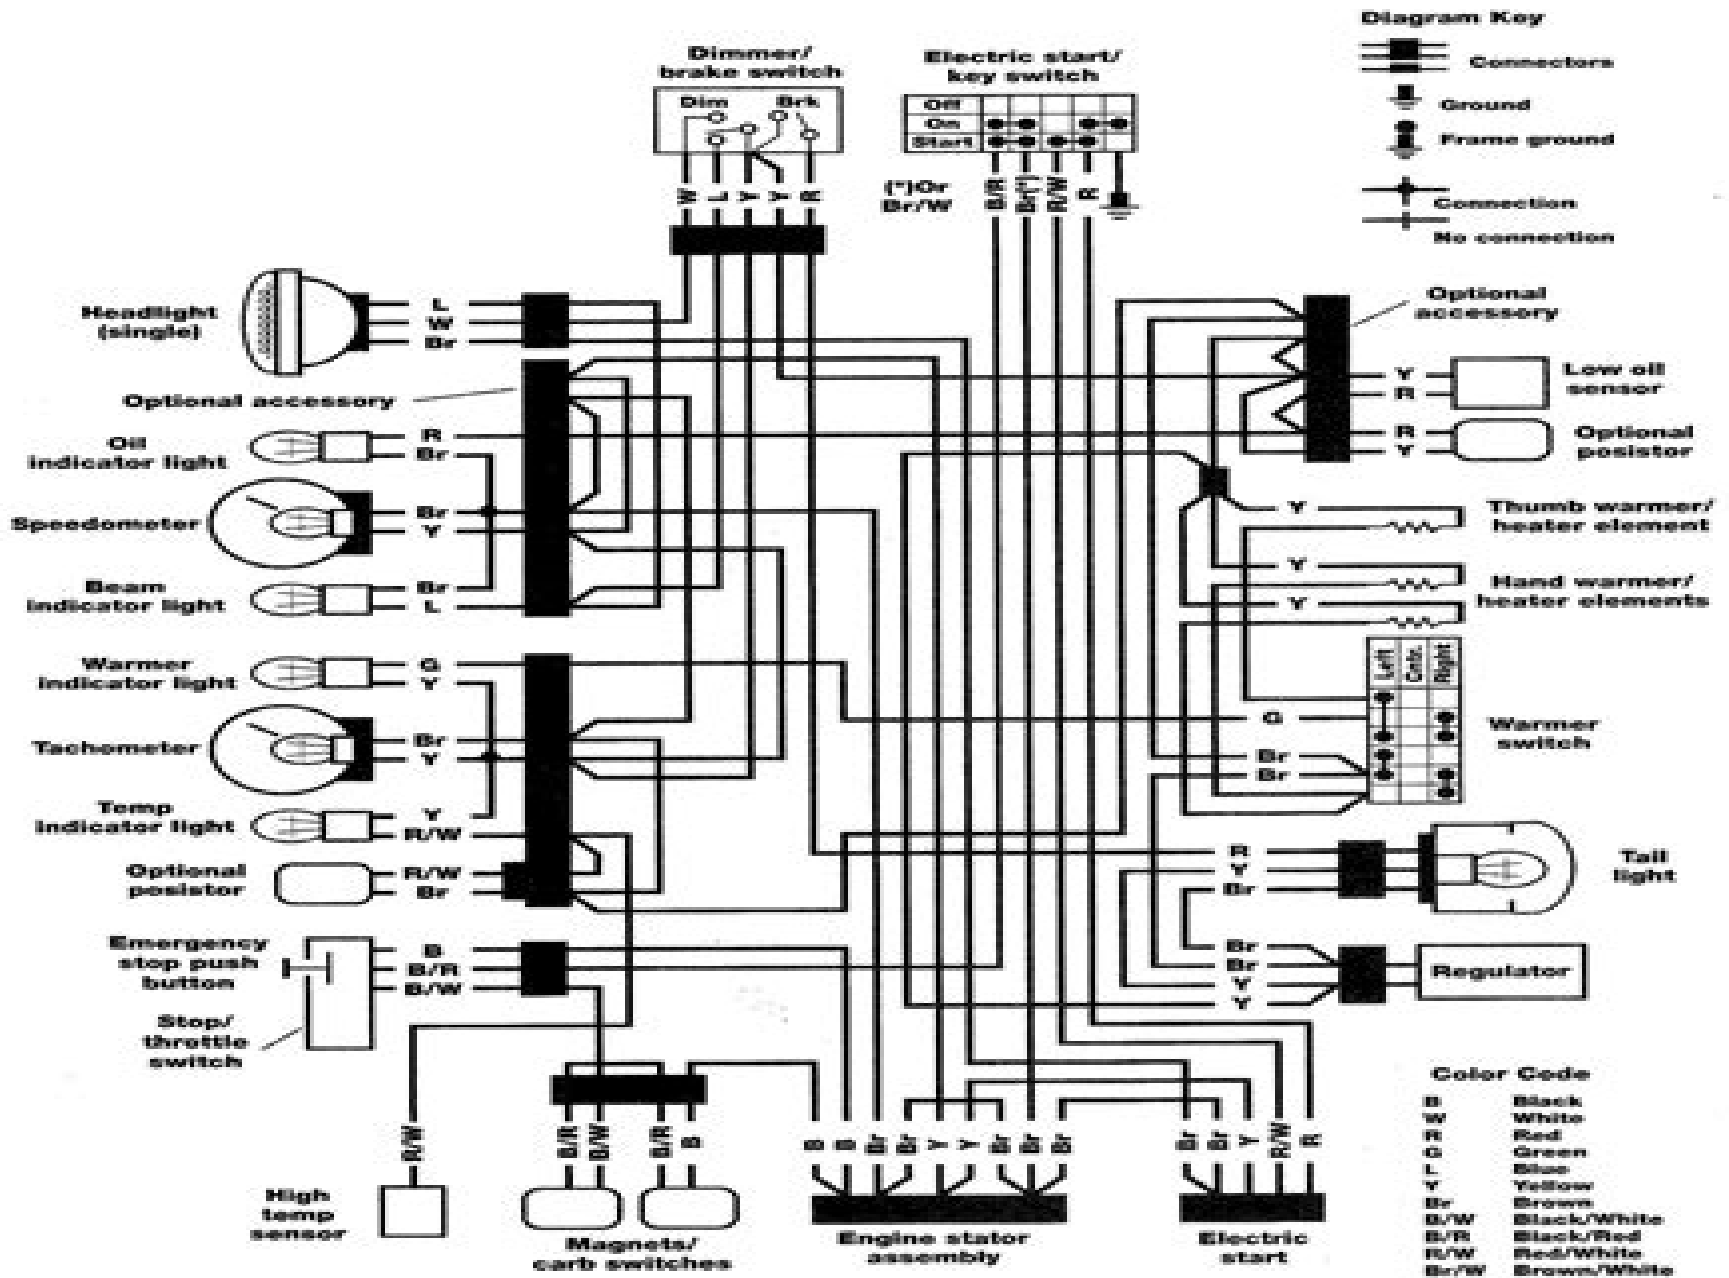 Diagram Key
Connectors
Ground
Frame ground
Connection
No connection
Dimmer/
brake switch
Dim Brk
W L Y Y R
Electric start/
key switch
Off
On
Start
(*)Or
Br/W
B/R Br(*) R/W R
Headlight
(single)
L
W
Br
Optional accessory
Oil
indicator light
R
Br
Speedometer
Br
Y
Beam
indicator light
Br
L
Warmer
indicator light
G
Y
Tachometer
Br
Y
Temp
indicator light
Y
R/W
Optional
posistor
R/W
Br
Emergency
stop push
button
B
B/R
B/W
Stop/
throttle
switch
Optional
accessory
Low oil
sensor
Y
R
Optional
posistor
R
Y
Thumb warmer/
heater element
Y
Hand warmer/
heater elements
Y
Y
Left Cntr. Right
Warmer
switch
G
Br
Br
Tail
light
R
Y
Br
Regulator
Br
Br
Y
Y
R/W
High
temp
sensor
B/R B/W B/R B
Magnets/
carb switches
B B Br Br Y Y Br Br Br
Engine stator
assembly
Br Br Y R/W R
Electric
start
Color Code
B Black
W White
R Red
G Green
L Blue
Y Yellow
Br Brown
B/W Black/White
B/R Black/Red
R/W Red/White
Br/W Brown/White